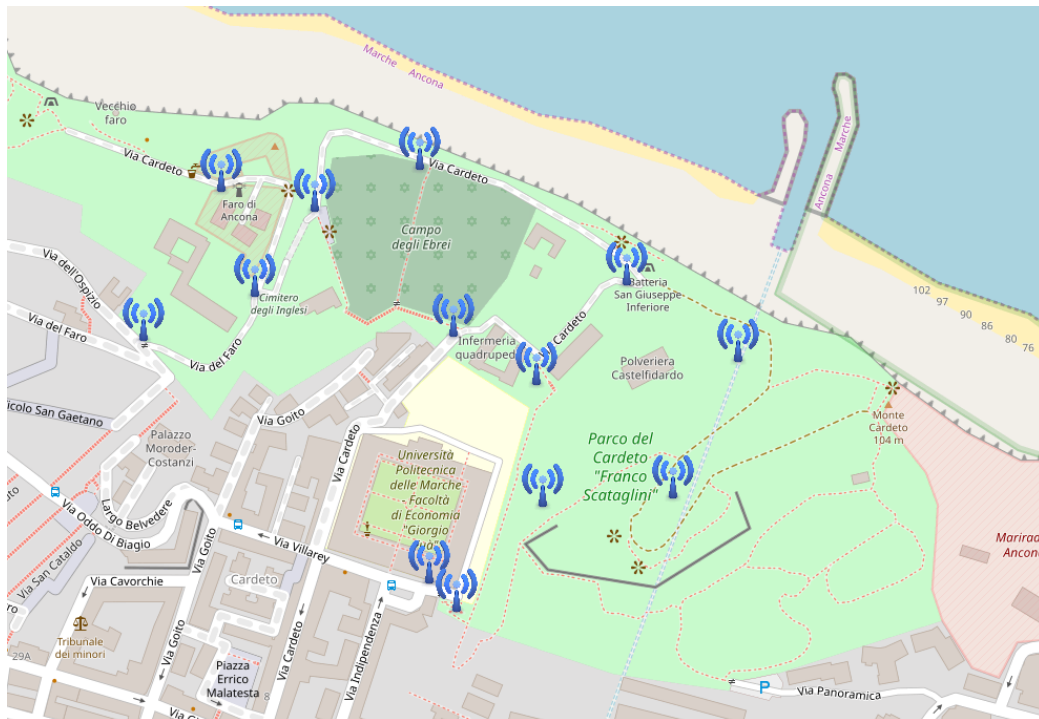 Marche
Ancona
Marche
Ancona
Vecchio
faro
Via Cardeto
Via Cardeto
Faro di
Ancona
Campo
degli Ebrei
Via dell'Ospizio
Cimitero
degli Inglesi
Batteria
San Giuseppe
Inferiore
102
97
90
86
80
76
Via del Faro
Via del Faro
Infermeria
quadruped
Cardeto
Polveriera
Castelfidardo
icolo San Gaetano
Via Goito
Monte
Cardeto
104 m
Palazzo
Moroder-
Costanzi
Via Cardeto
Università
Politecnica
delle Marche
Facoltà
di Economia
"Giorgio
Parco del
Cardeto
"Franco
Scataglini"
Largo Belvedere
Via Oddo Di Biagio
Via Goito
Via Villarey
Marirad
Ancon
Via San Cataldo
Via Cavorchie
Cardeto
Tribunale
dei minori
Via Goito
Via Cardeto
Via Indipendenza
29A
Piazza
Errico
Malatesta
8
P
Via Panoramica